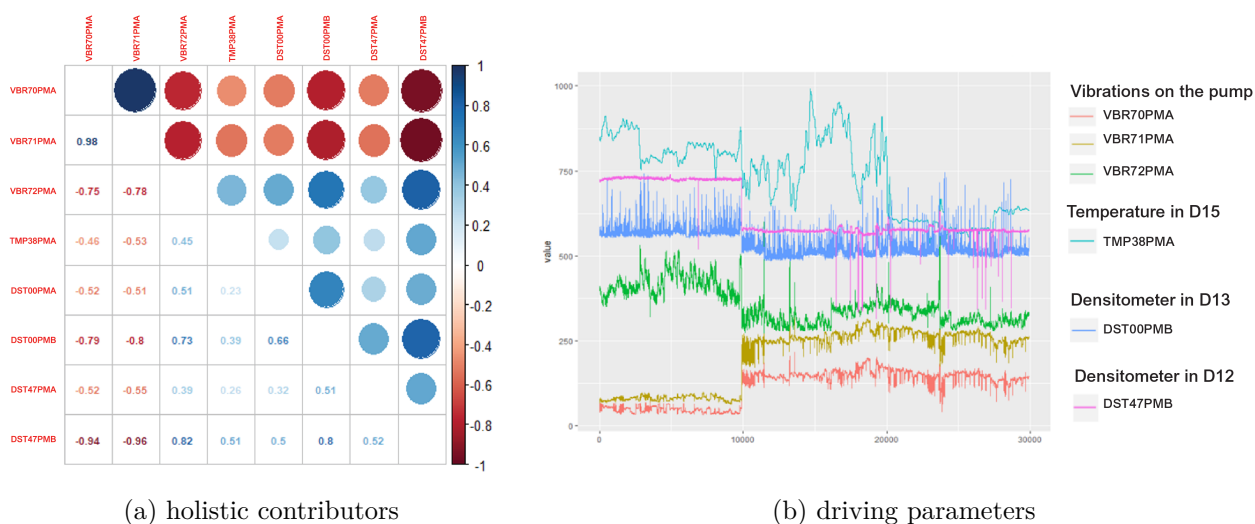 VBR70PMA VBR71PMA VBR72PMA TMP38PMA DST00PMA DST00PMB DST47PMA DST47PMB
VBR70PMA
VBR71PMA 0.98
VBR72PMA -0.75 -0.78
TMP38PMA -0.46 -0.53 0.45
DST00PMA -0.52 -0.51 0.51 0.23
DST00PMB -0.79 -0.8 0.73 0.39 0.66
DST47PMA -0.52 -0.55 0.39 0.26 0.32 0.51
DST47PMB -0.94 -0.96 0.82 0.51 0.5 0.8 0.52
1
0.8
0.6
0.4
0.2
0
-0.2
-0.4
-0.6
-0.8
-1
(a) holistic contributors
value
1000
750
500
250
0
0 10000 20000 30000
Vibrations on the pump
VBR70PMA
VBR71PMA
VBR72PMA
Temperature in D15
TMP38PMA
Densitometer in D13
DST00PMB
Densitometer in D12
DST47PMB
(b) driving parameters